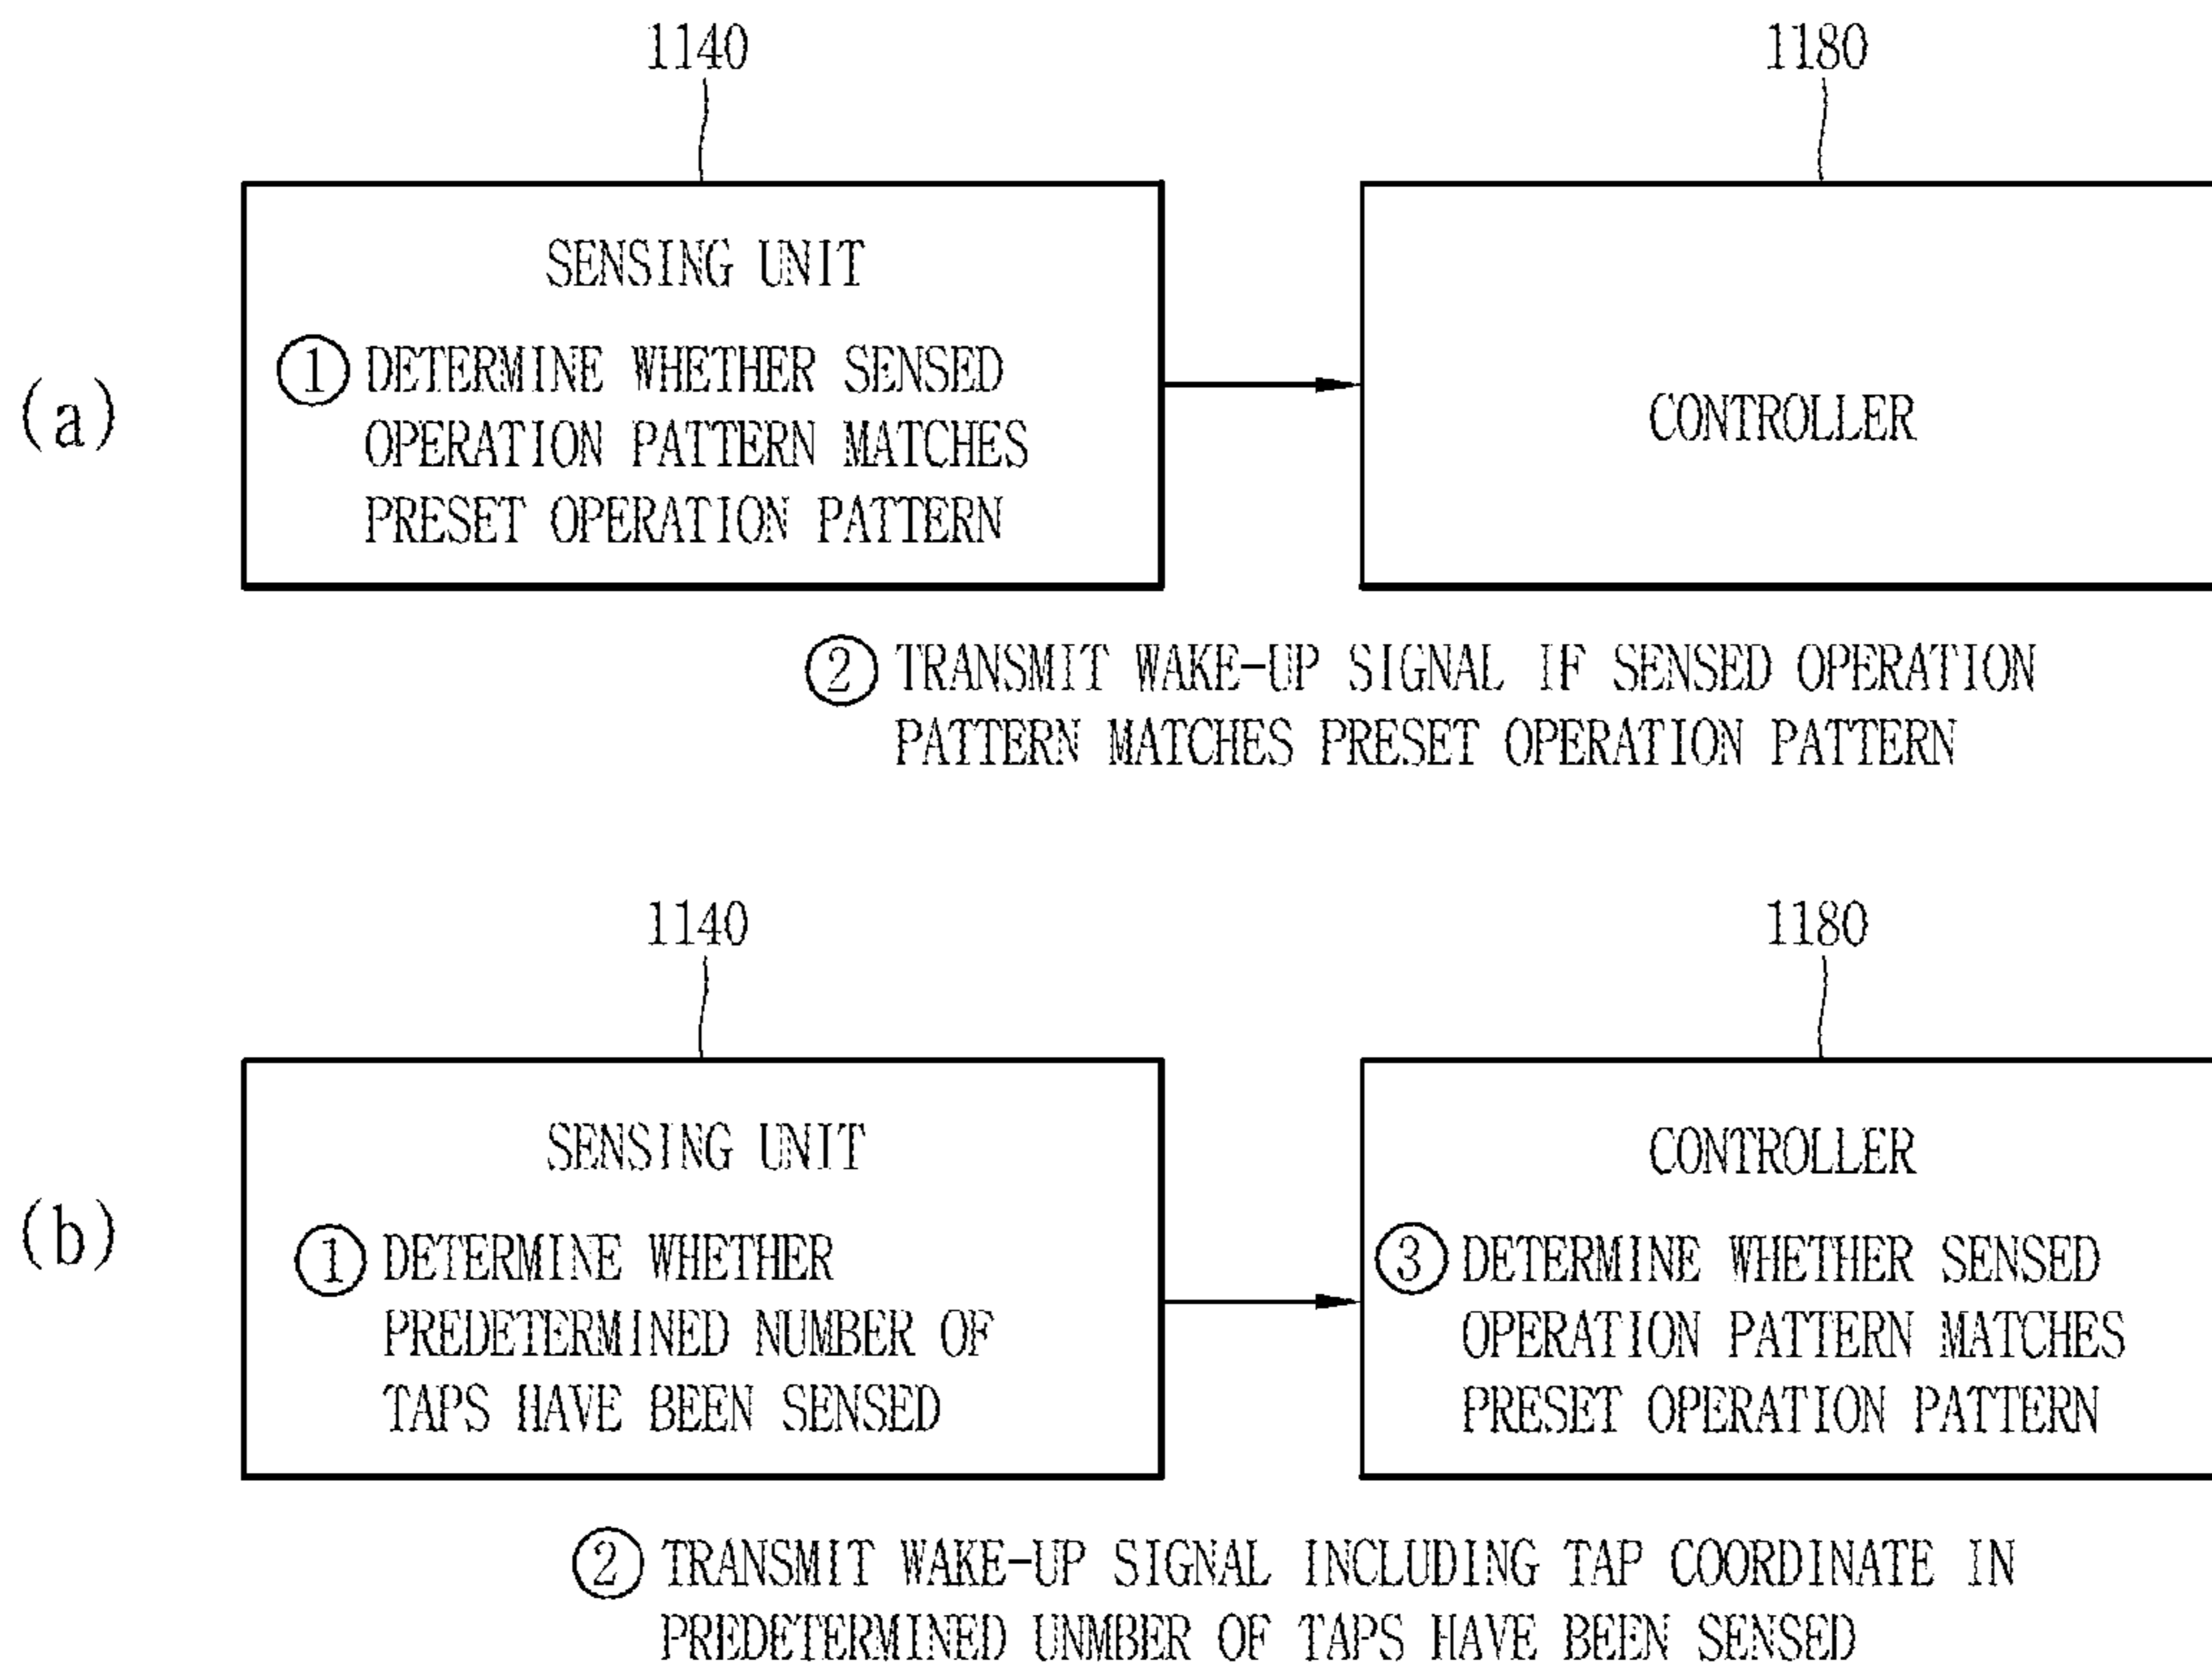 1140
1180
(a)
SENSING UNIT
① DETERMINE WHETHER SENSED
OPERATION PATTERN MATCHES
PRESET OPERATION PATTERN
CONTROLLER
② TRANSMIT WAKE-UP SIGNAL IF SENSED OPERATION
PATTERN MATCHES PRESET OPERATION PATTERN
1140
1180
(b)
SENSING UNIT
① DETERMINE WHETHER
PREDETERMINED NUMBER OF
TAPS HAVE BEEN SENSED
CONTROLLER
③ DETERMINE WHETHER SENSED
OPERATION PATTERN MATCHES
PRESET OPERATION PATTERN
② TRANSMIT WAKE-UP SIGNAL INCLUDING TAP COORDINATE IN
PREDETERMINED UNMBER OF TAPS HAVE BEEN SENSED